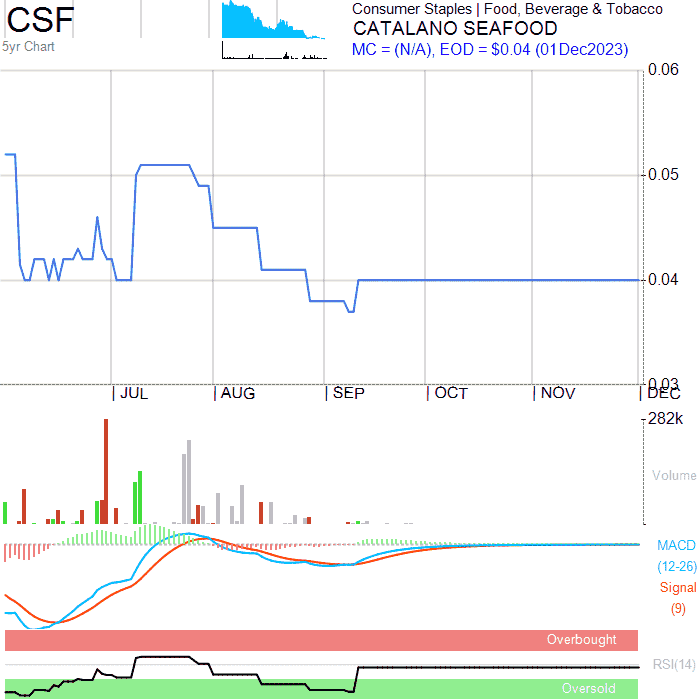 CSF
5yr Chart
Consumer Staples | Food, Beverage & Tobacco
CATALANO SEAFOOD
MC = (N/A), EOD = $0.04 (01Dec2023)
0.06
0.05
0.04
0.03
JUL
AUG
SEP
OCT
NOV
DEC
282k
Volume
MACD
(12-26)
Signal
(9)
Overbought
RSI(14)
Oversold